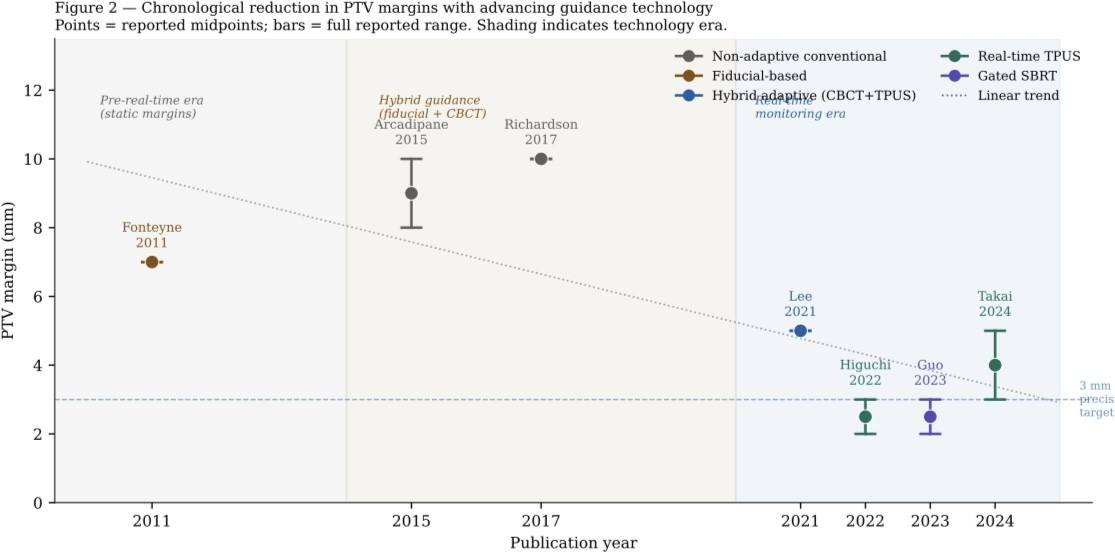 Figure 2 — Chronological reduction in PTV margins with advancing guidance technology
Points = reported midpoints; bars = full reported range. Shading indicates technology era.
Non-adaptive conventional
Fiducial-based
Hybrid adaptive (CBCT+TPUS)
Real-time TPUS
Gated SBRT
Linear trend
Pre-real-time era
(static margins)
Hybrid guidance
(fiducial + CBCT)
Real-time
monitoring era
Arcadipane
2015
Richardson
2017
Fonteyne
2011
Lee
2021
Takai
2024
Higuchi
2022
Guo
2023
3 mm
precis
target
PTV margin (mm)
12
10
8
6
4
2
0
2011
2015
2017
2021
2022
2023
2024
Publication year